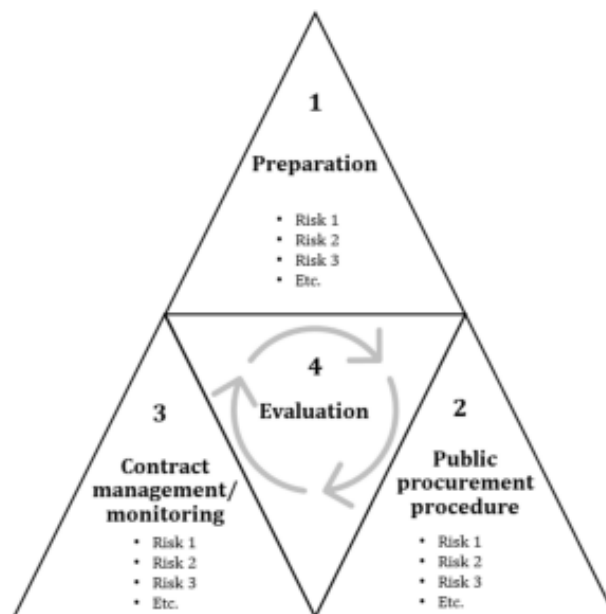 1
Preparation
• Risk 1
• Risk 2
• Risk 3
• Etc.
4
Evaluation
3
Contract
management/
monitoring
• Risk 1
• Risk 2
• Risk 3
• Etc.
2
Public
procurement
procedure
• Risk 1
• Risk 2
• Risk 3
• Etc.